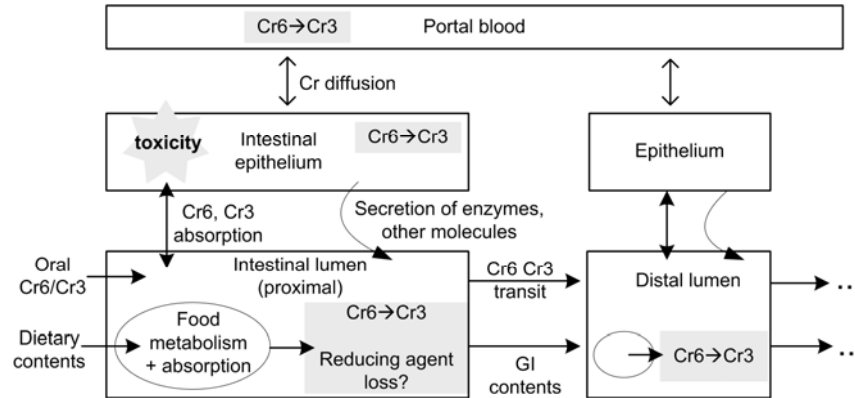 Cr6→Cr3
Portal blood
Cr diffusion
toxicity
Intestinal
epithelium
Cr6→Cr3
Epithelium
Cr6, Cr3
absorption
Secretion of enzymes,
other molecules
Oral
Cr6/Cr3
Intestinal lumen
(proximal)
Cr6 Cr3
transit
Distal lumen
..
Dietary
contents
Food
metabolism
+ absorption
Cr6→Cr3
Reducing agent
loss?
GI
contents
Cr6→Cr3
..